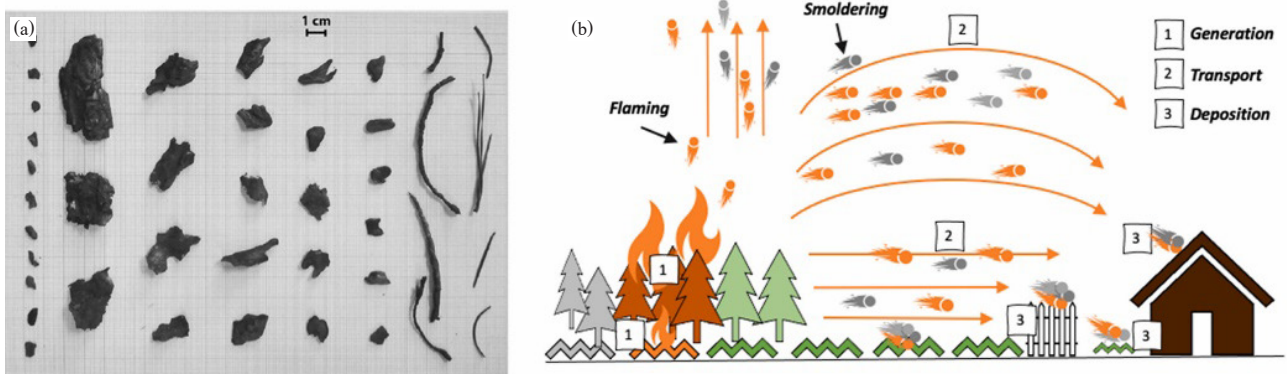 (a)
1 cm
(b)
Smoldering
2
1 Generation
2 Transport
3 Deposition
Flaming
3
2
1
3
1
3